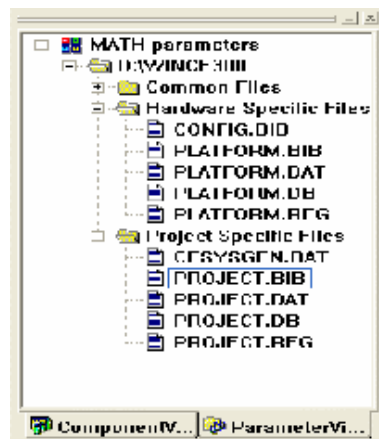 MATH parameters
D:\WINCE300
Common Files
Hardware Specific Files
CONFIG.BIB
PLATFORM.BIB
PLATFORM.DAT
PLATFORM.DB
PLATFORM.REG
Project Specific Files
CESYSGEN.DAT
PROJECT.BIB
PROJECT.DAT
PROJECT.DB
PROJECT.REG
ComponentV... ParameterVi...